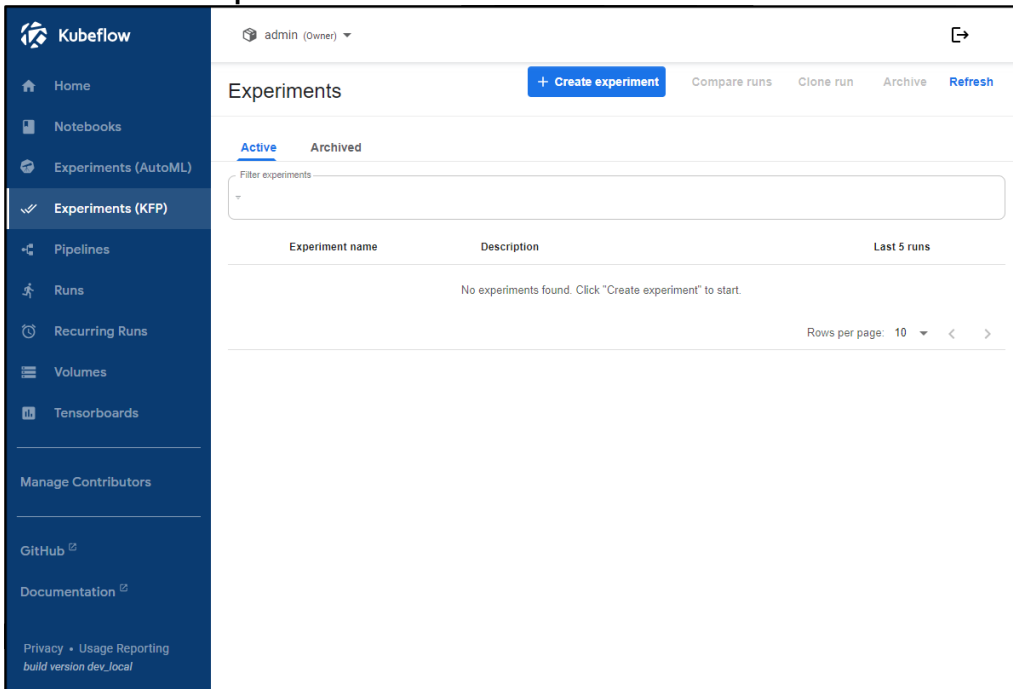 Kubeflow
admin (Owner)
Home
Notebooks
Experiments (AutoML)
Experiments (KFP)
Pipelines
Runs
Recurring Runs
Volumes
Tensorboards
Manage Contributors
GitHub
Documentation
Privacy • Usage Reporting
build version dev_local
Experiments
+ Create experiment Compare runs Clone run Archive Refresh
Active Archived
Filter experiments
Experiment name Description Last 5 runs
No experiments found. Click "Create experiment" to start.
Rows per page: 10